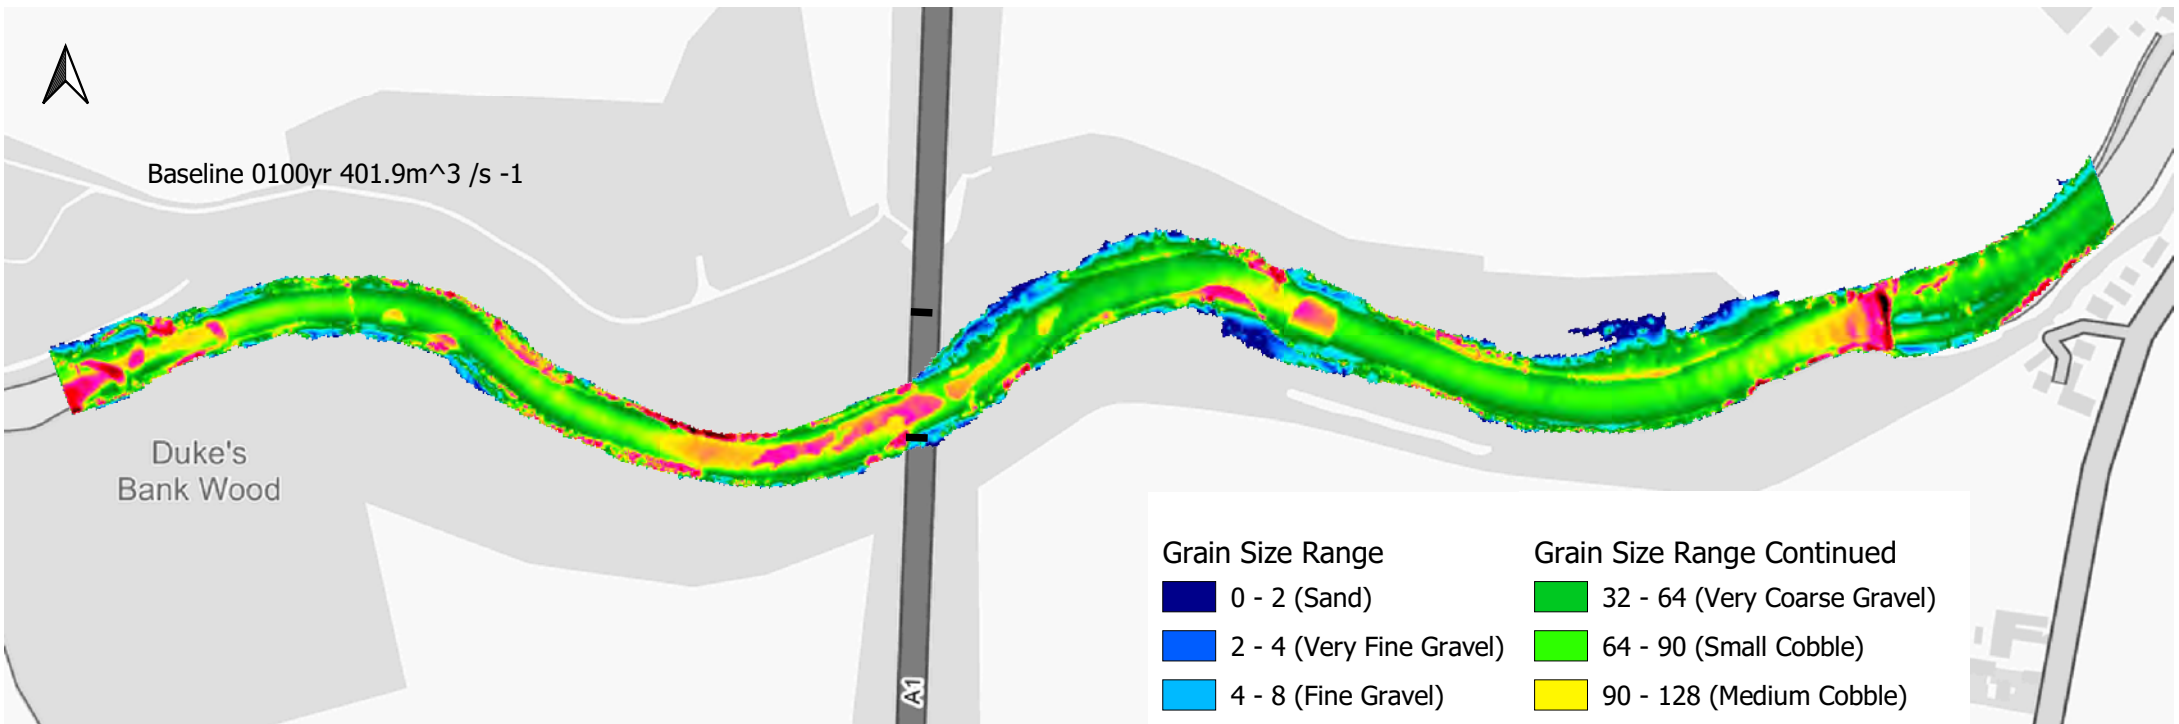 Baseline 0100yr 401.9m^3 /s -1
Duke's
Bank Wood
A1
Grain Size Range
0 - 2 (Sand)
2 - 4 (Very Fine Gravel)
4 - 8 (Fine Gravel)
Grain Size Range Continued
32 - 64 (Very Coarse Gravel)
64 - 90 (Small Cobble)
90 - 128 (Medium Cobble)